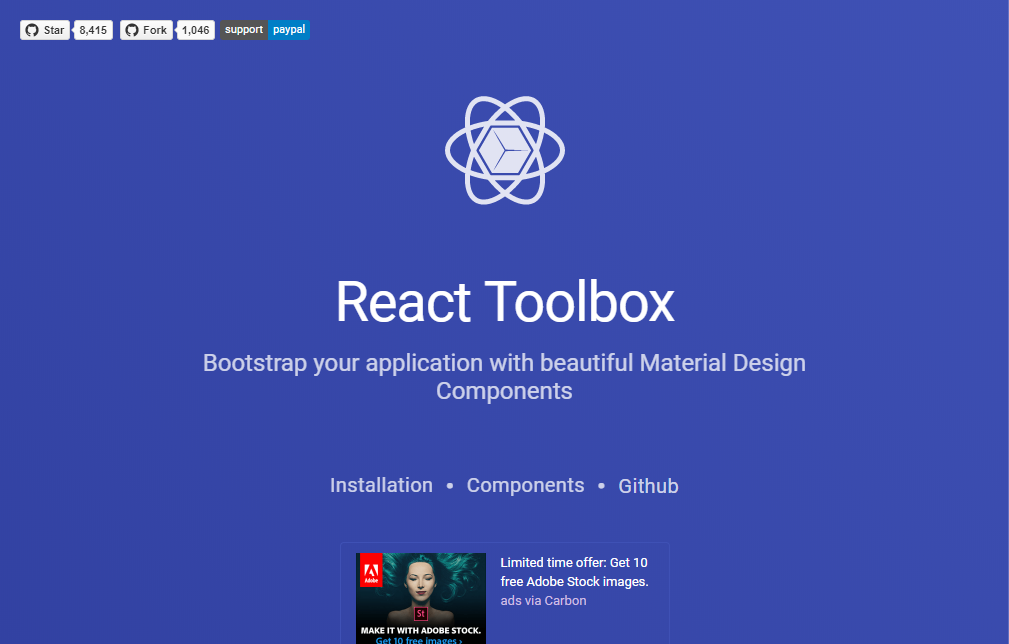 Star 8,415 Fork 1,046 support paypal
React Toolbox
Bootstrap your application with beautiful Material Design
Components
Installation • Components • Github
Adobe
St
MAKE IT WITH ADOBE STOCK.
Get 10 free images ›
Limited time offer: Get 10
free Adobe Stock images.
ads via Carbon